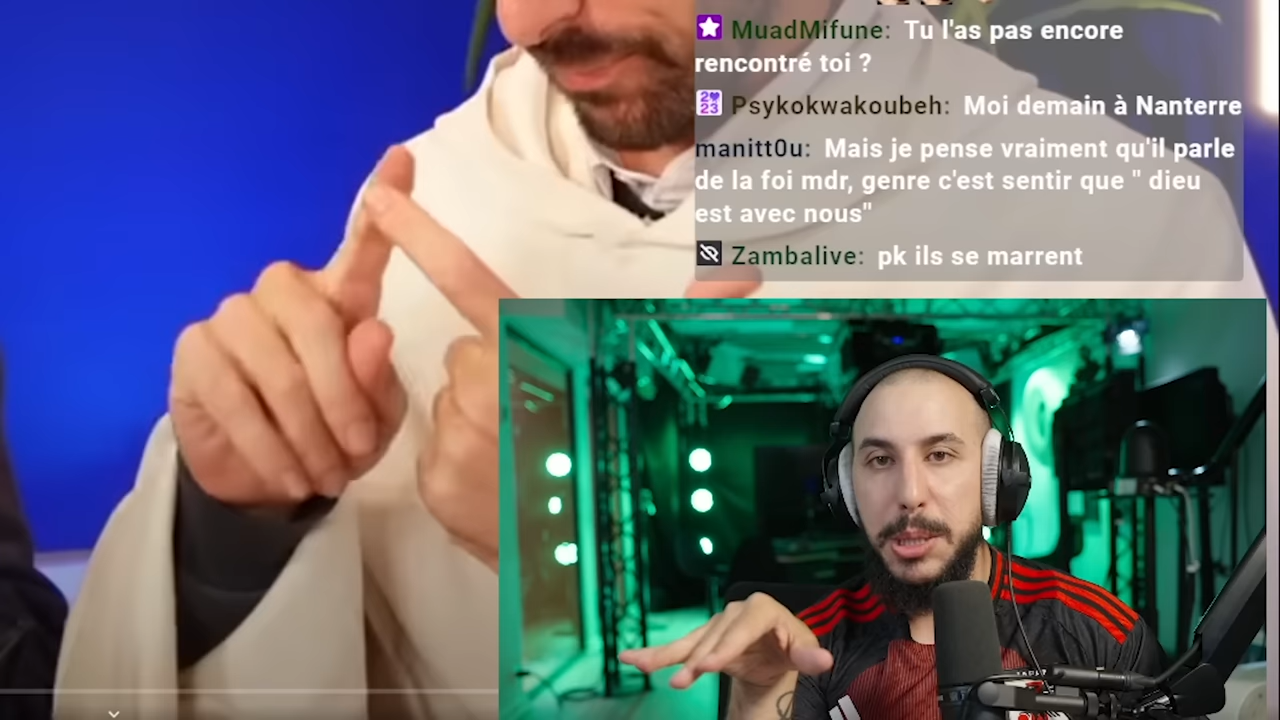 MuadMifune: Tu l'as pas encore
rencontré toi ?
Psykokwakoubeh: Moi demain à Nanterre
manitt0u: Mais je pense vraiment qu'il parle
de la foi mdr, genre c'est sentir que " dieu
est avec nous"
Zambalive: pk ils se marrent